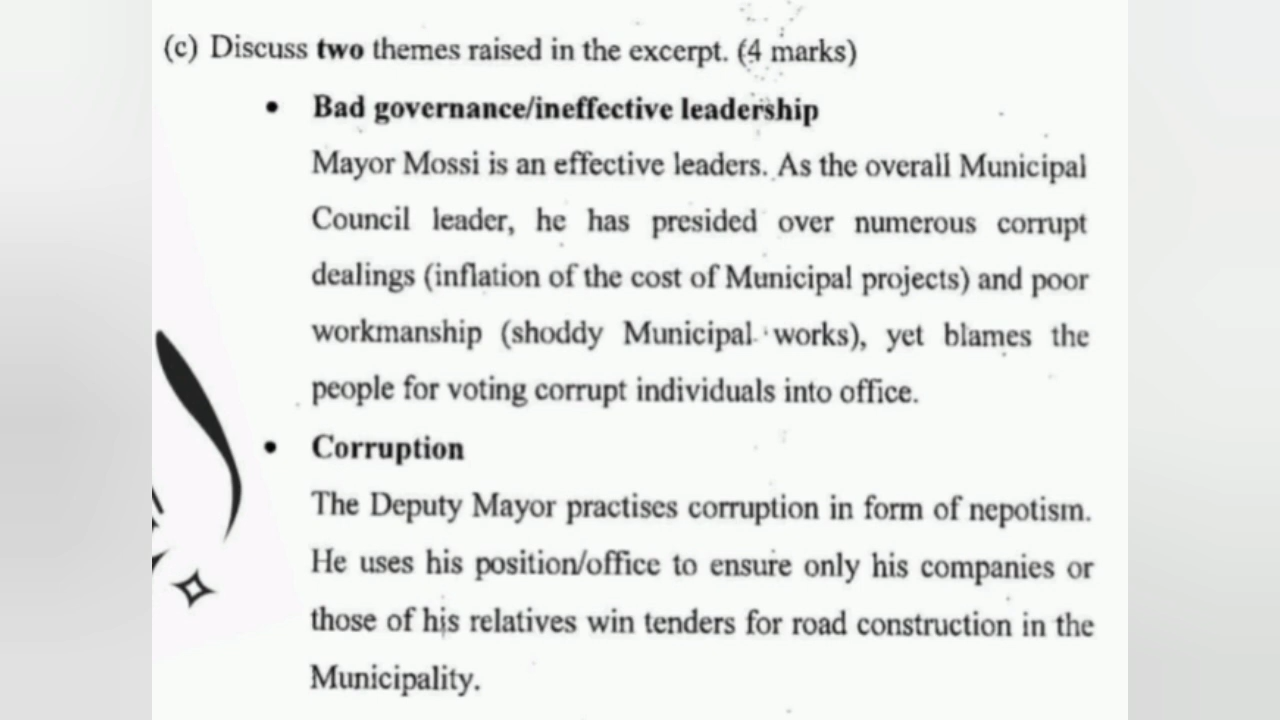 (c) Discuss two themes raised in the excerpt. (4 marks)
• Bad governance/ineffective leadership
Mayor Mossi is an effective leaders. As the overall Municipal
Council leader, he has presided over numerous corrupt
dealings (inflation of the cost of Municipal projects) and poor
workmanship (shoddy Municipal works), yet blames the
people for voting corrupt individuals into office.
• Corruption
The Deputy Mayor practises corruption in form of nepotism.
He uses his position/office to ensure only his companies or
those of his relatives win tenders for road construction in the
Municipality.